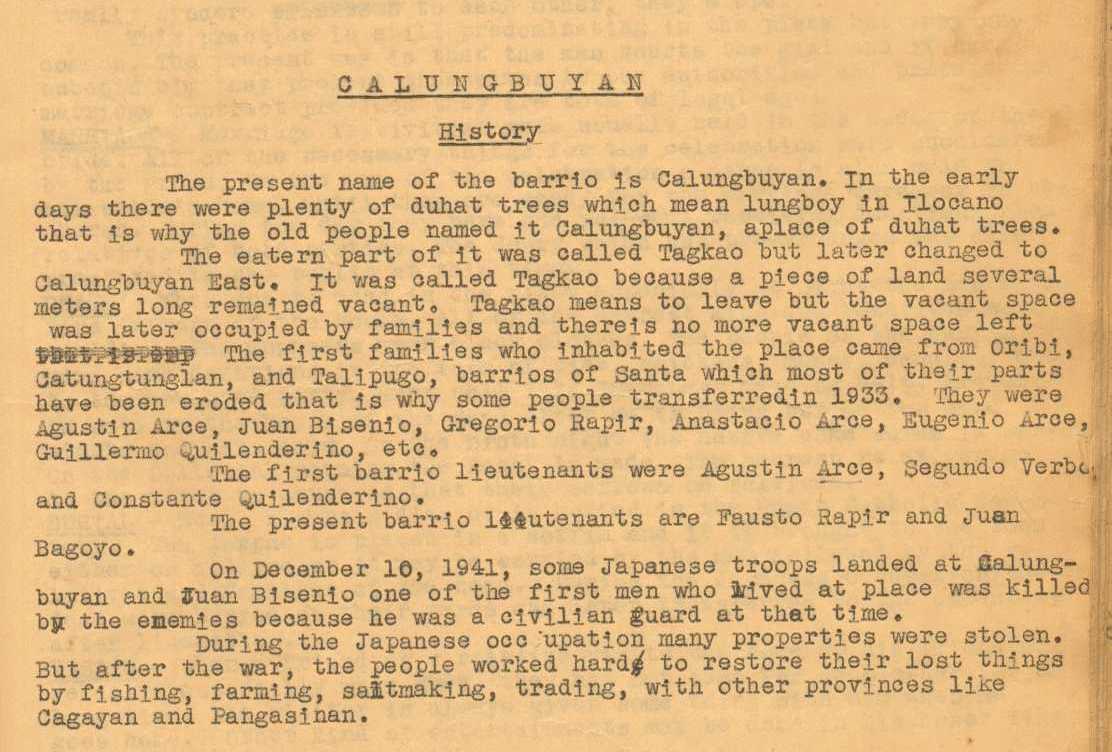 CALUNGBUYAN
History
The present name of the barrio is Calungbuyan. In the early
days there were plenty of duhat trees which mean lungboy in Ilocano
that is why the old people named it Calungbuyan, aplace of duhat trees.
The eatern part of it was called Tagkao but later changed to
Calungbuyan East. It was called Tagkao because a piece of land several
meters long remained vacant. Tagkao means to leave but the vacant space
was later occupied by families and thereis no more vacant space left
The first families who inhabited the place came from Oribi,
Catungtunglan, and Talipugo, barrios of Santa which most of their parts
have been eroded that is why some people transferredin 1933. They were
Agustin Arce, Juan Bisenio, Gregorio Rapir, Anastacio Arce, Eugenio Arce,
Guillermo Quilenderino, etc.
The first barrio lieutenants were Agustin Arce, Segundo Verbo
and Constante Quilenderino.
The present barrio lieutenants are Fausto Rapir and Juan
Bagoyo.
On December 10, 1941, some Japanese troops landed at Calung-
buyan and Juan Bisenio one of the first men who lived at place was killed
by the enemies because he was a civilian guard at that time.
During the Japanese occ upation many properties were stolen.
But after the war, the people worked hard to restore their lost things
by fishing, farming, saltmaking, trading, with other provinces like
Cagayan and Pangasinan.